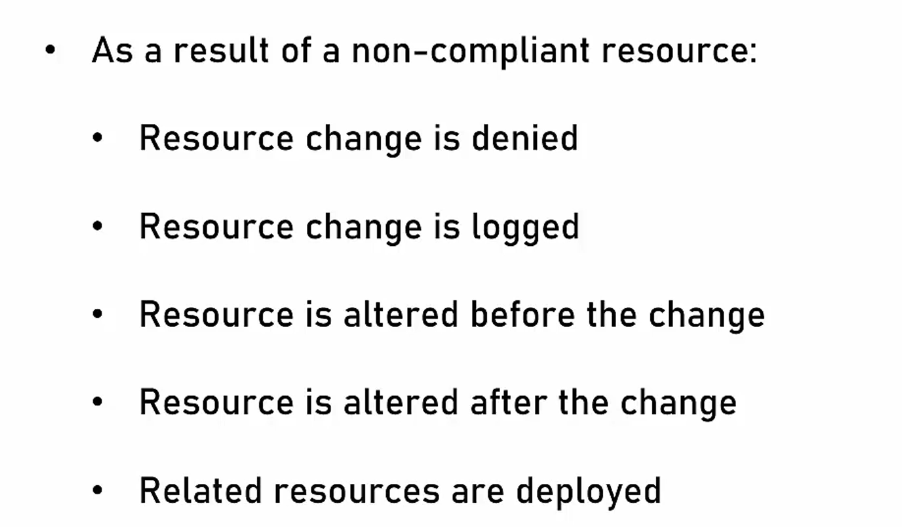 • As a result of a non-compliant resource:
• Resource change is denied
• Resource change is logged
• Resource is altered before the change
• Resource is altered after the change
• Related resources are deployed